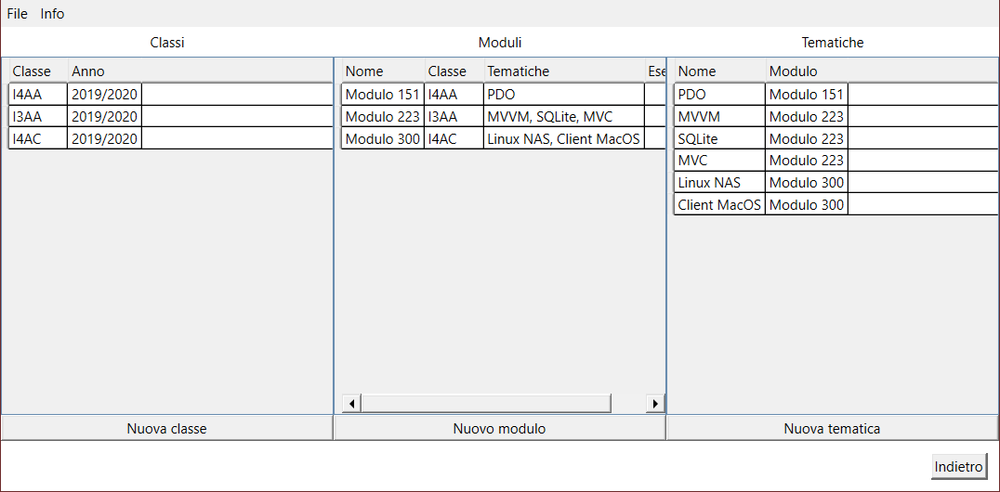 File Info
Classi Moduli Tematiche
Classe Anno
I4AA 2019/2020
I3AA 2019/2020
I4AC 2019/2020
Nome Classe Tematiche Ese
Modulo 151 I4AA PDO
Modulo 223 I3AA MVVM, SQLite, MVC
Modulo 300 I4AC Linux NAS, Client MacOS
Nome Modulo
PDO Modulo 151
MVVM Modulo 223
SQLite Modulo 223
MVC Modulo 223
Linux NAS Modulo 300
Client MacOS Modulo 300
Nuova classe Nuovo modulo Nuova tematica
Indietro